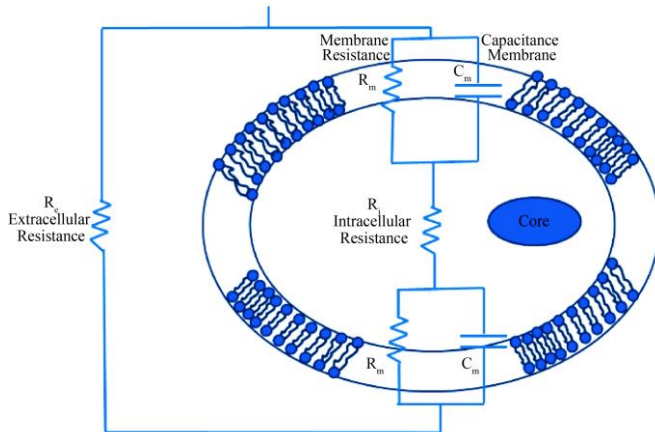 Membrane
Resistance
Capacitance
Membrane
Rm
Cm
Re
Extracellular
Resistance
Ri
Intracellular
Resistance
Core
Rm
Cm